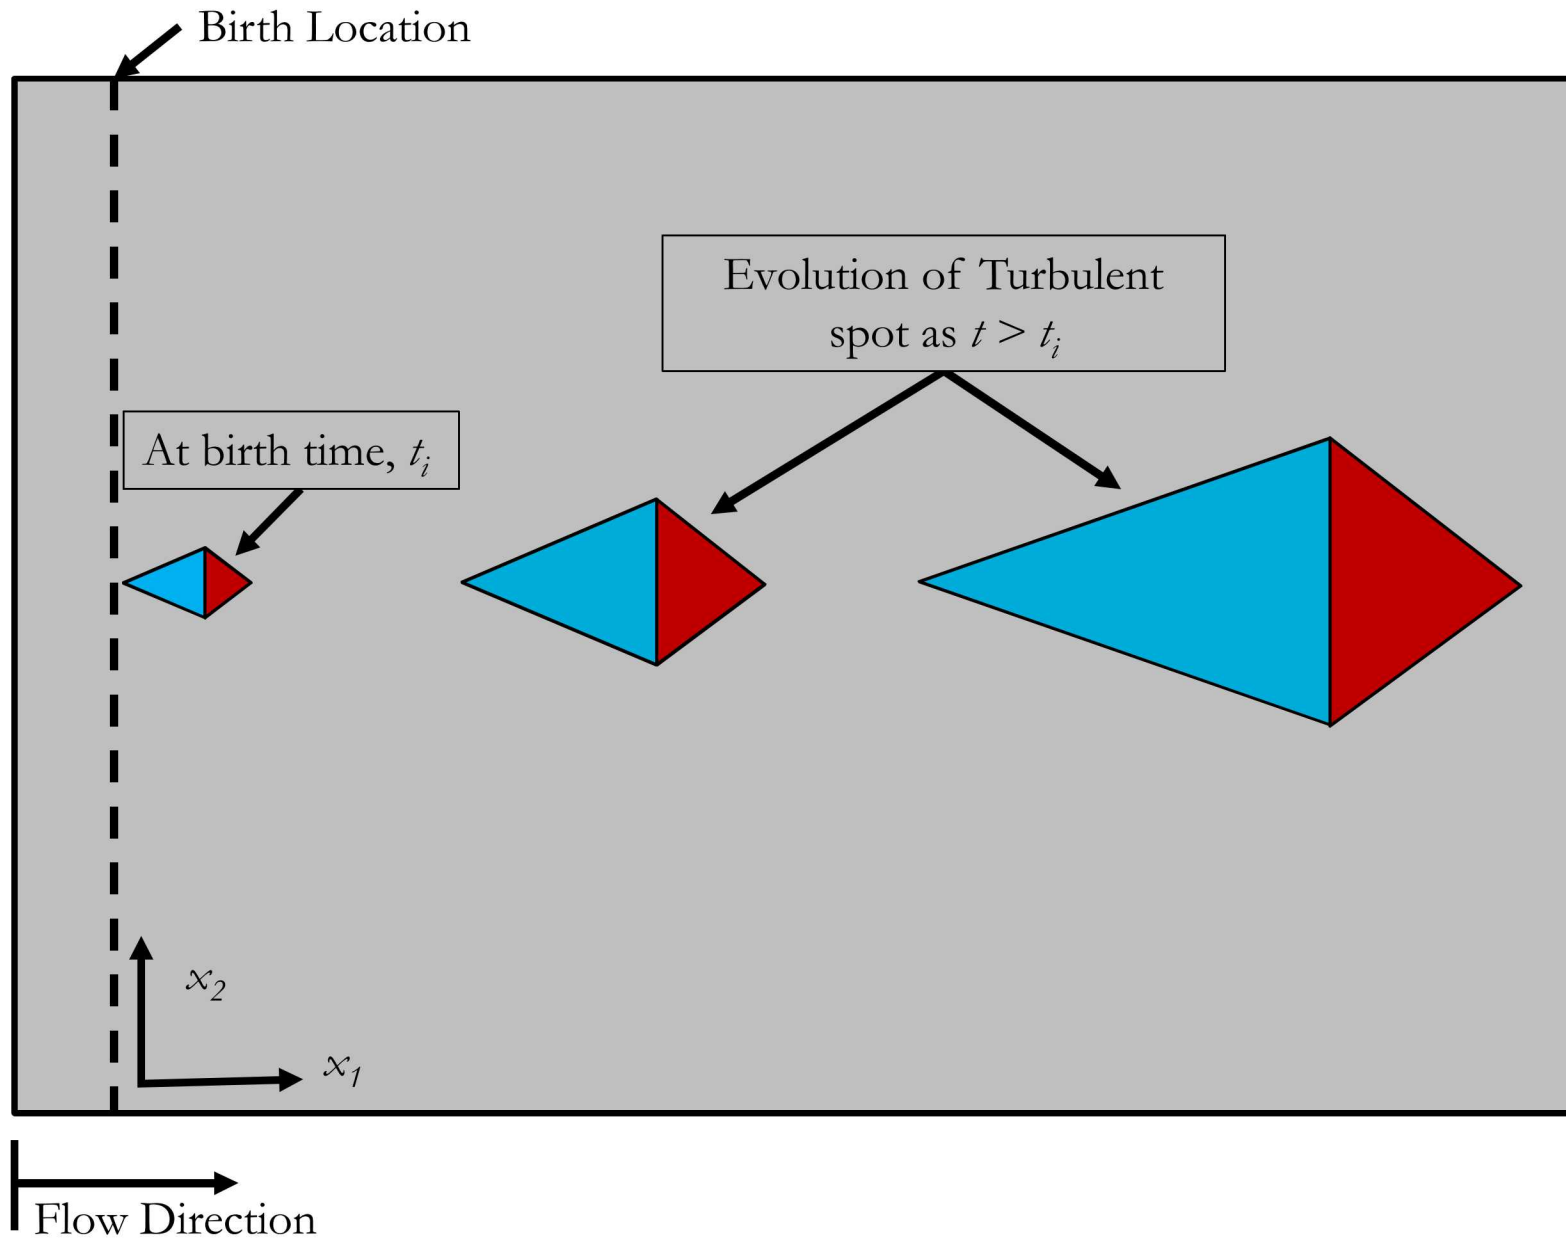 Birth Location
Evolution of Turbulent
spot as t > tᵢ
At birth time, tᵢ
x₂
x₁
Flow Direction